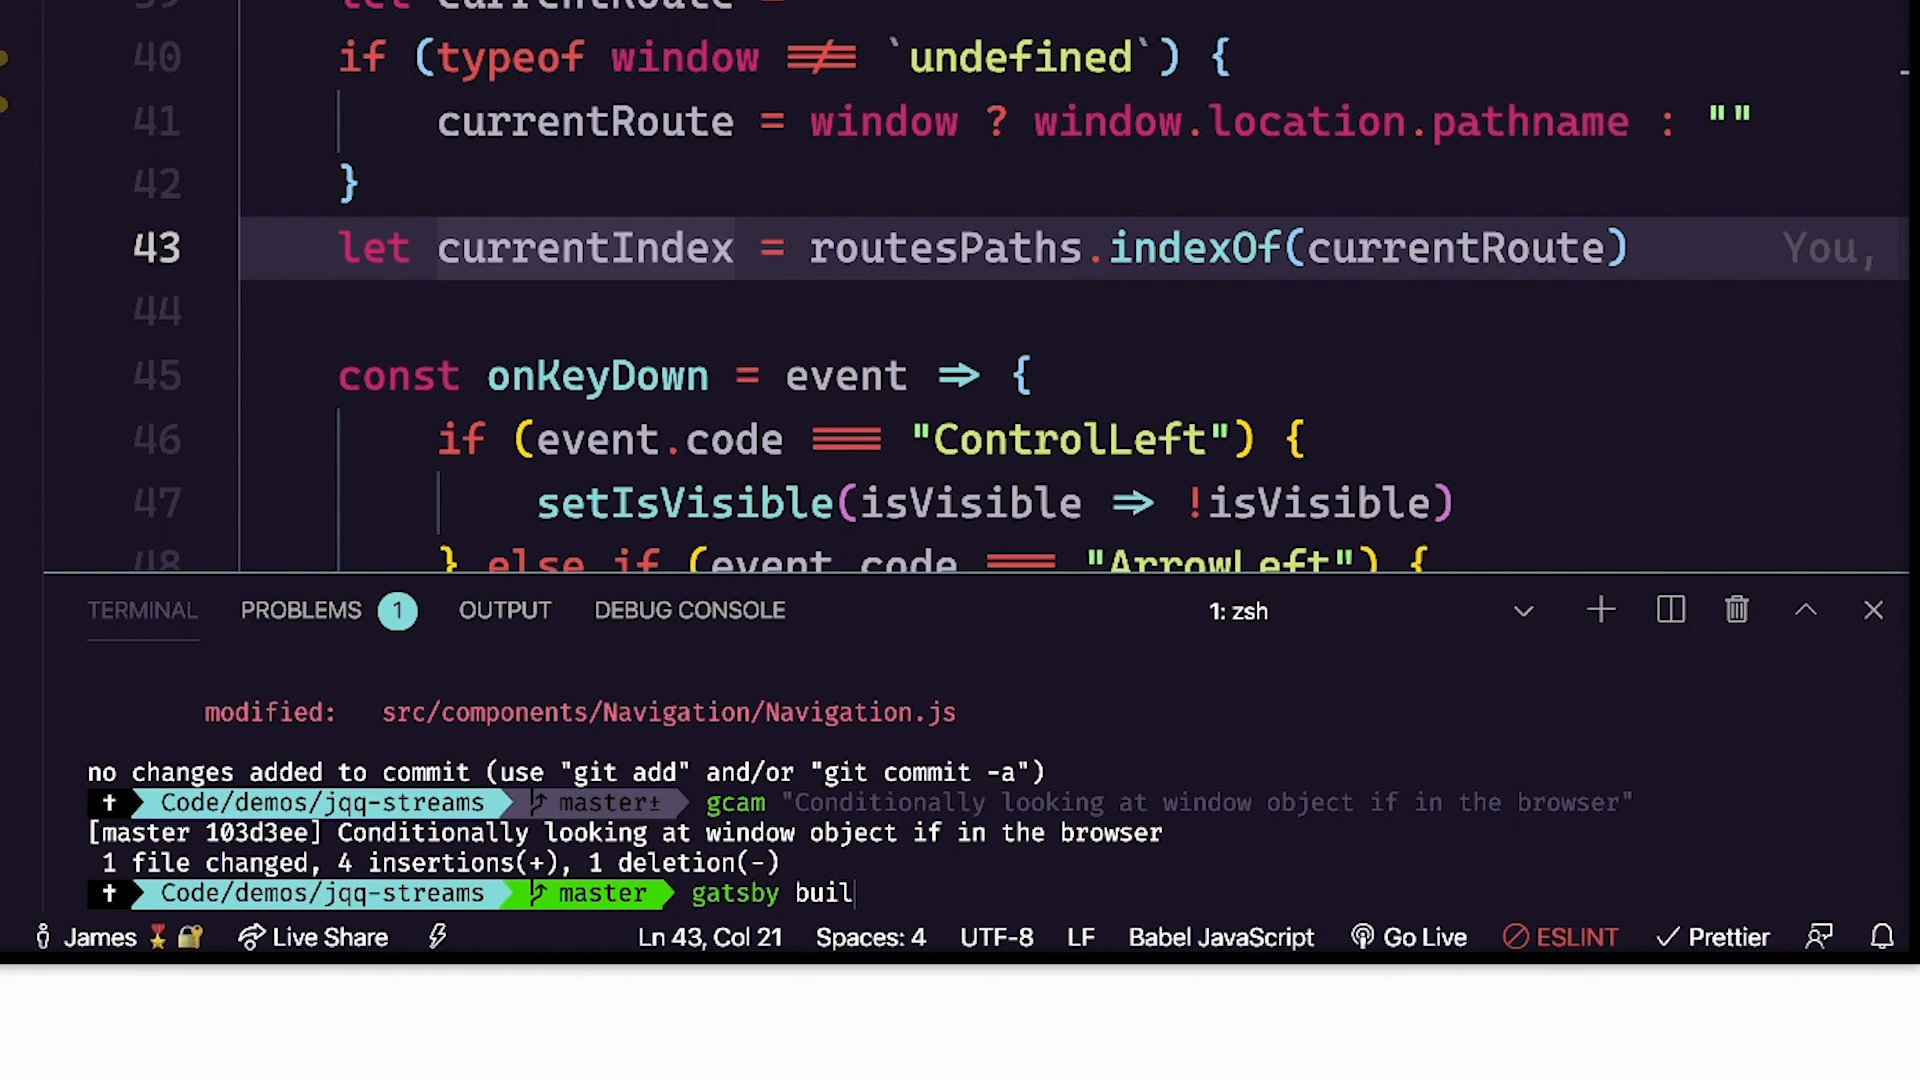 39 let currentRoute =
40 if (typeof window !== `undefined`) {
41 currentRoute = window ? window.location.pathname : ""
42 }
43 let currentIndex = routesPaths.indexOf(currentRoute) You,
44
45 const onKeyDown = event => {
46 if (event.code === "ControlLeft") {
47 setIsVisible(isVisible => !isVisible)
48 } else if (event.code === "ArrowLeft") {
TERMINAL PROBLEMS 1 OUTPUT DEBUG CONSOLE 1: zsh
modified: src/components/Navigation/Navigation.js
no changes added to commit (use "git add" and/or "git commit -a")
Code/demos/jqq-streams master± gcam "Conditionally looking at window object if in the browser"
[master 103d3ee] Conditionally looking at window object if in the browser
1 file changed, 4 insertions(+), 1 deletion(-)
Code/demos/jqq-streams master gatsby buil
James Live Share Ln 43, Col 21 Spaces: 4 UTF-8 LF Babel JavaScript Go Live ESLINT Prettier